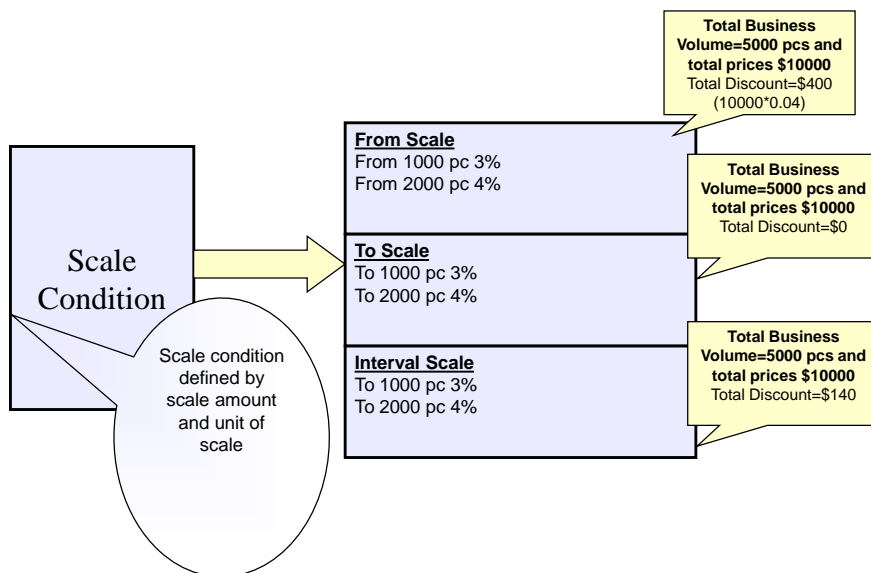 Total Business
Volume=5000 pcs and
total prices $10000
Total Discount=$400
(10000*0.04)
From Scale
From 1000 pc 3%
From 2000 pc 4%
Total Business
Volume=5000 pcs and
total prices $10000
Total Discount=$0
Scale
Condition
To Scale
To 1000 pc 3%
To 2000 pc 4%
Scale condition
defined by
scale amount
and unit of
scale
Interval Scale
To 1000 pc 3%
To 2000 pc 4%
Total Business
Volume=5000 pcs and
total prices $10000
Total Discount=$140